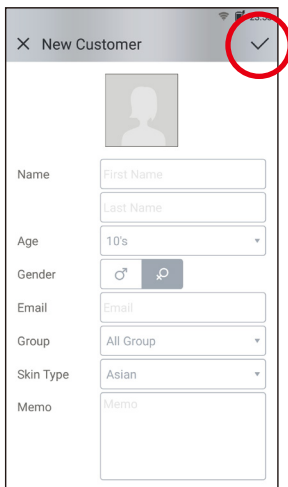 New Customer
Name First Name
Last Name
Age 10's
Gender
Email Email
Group All Group
Skin Type Asian
Memo Memo